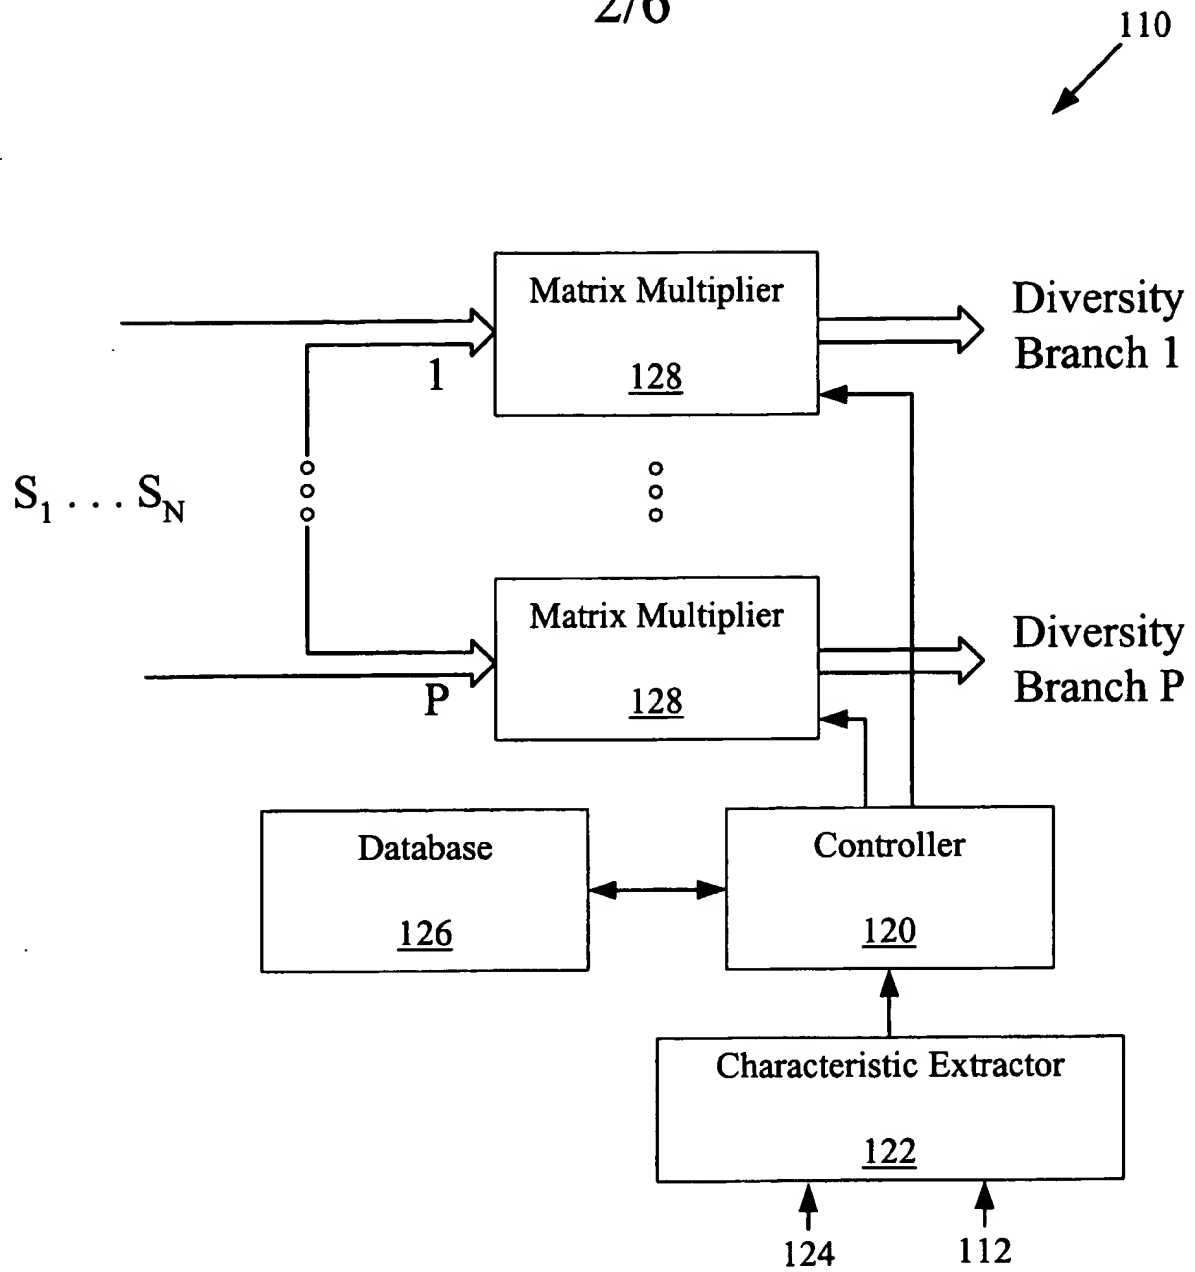 2/6
110
Matrix Multiplier
128
Diversity
Branch 1
1
S1 . . . SN
Matrix Multiplier
128
Diversity
Branch P
P
Database
126
Controller
120
Characteristic Extractor
122
124
112